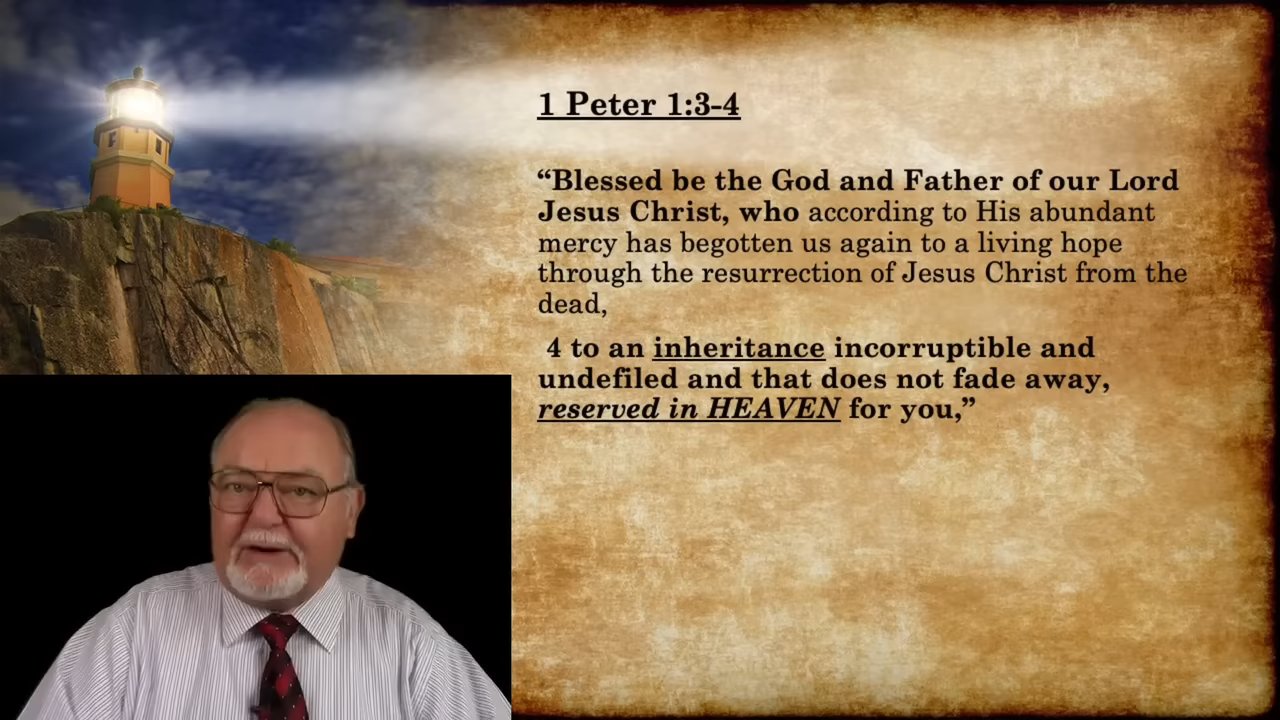 1 Peter 1:3-4
“Blessed be the God and Father of our Lord
Jesus Christ, who according to His abundant
mercy has begotten us again to a living hope
through the resurrection of Jesus Christ from the
dead,
4 to an inheritance incorruptible and
undefiled and that does not fade away,
reserved in HEAVEN for you,”